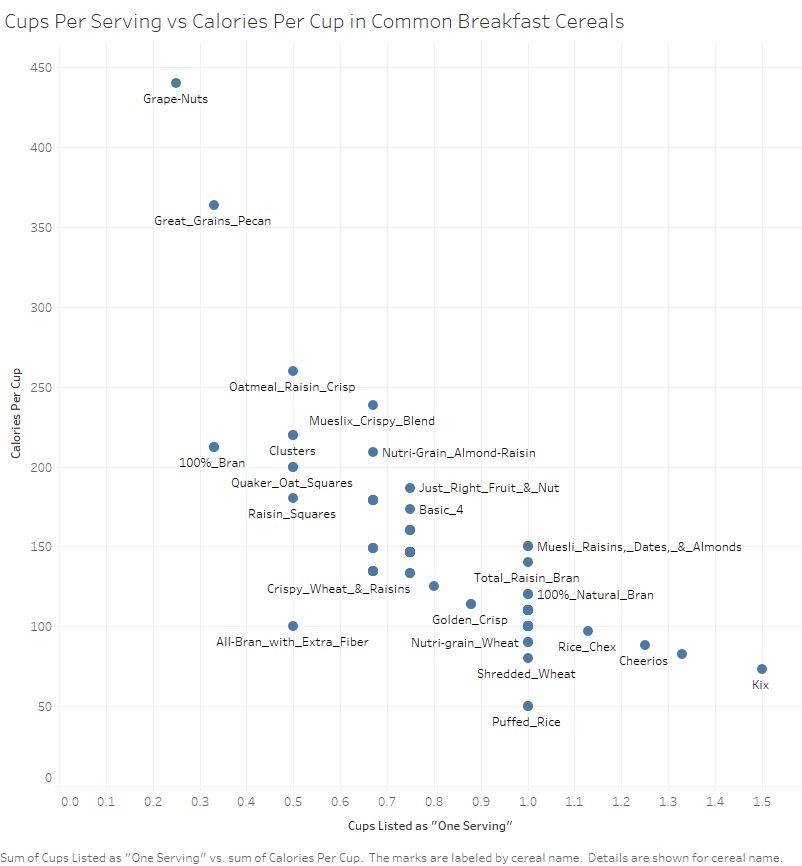 Cups Per Serving vs Calories Per Cup in Common Breakfast Cereals
450
Grape-Nuts
400
350
Great_Grains_Pecan
300
250
Oatmeal_Raisin_Crisp
Mueslix_Crispy_Blend
Clusters
Nutri-Grain_Almond-Raisin
100%_Bran
200
Quaker_Oat_Squares
Just_Right_Fruit_&_Nut
Raisin_Squares
Basic_4
150
Muesli_Raisins,_Dates,_&_Almonds
Total_Raisin_Bran
Crispy_Wheat_&_Raisins
100%_Natural_Bran
Golden_Crisp
100
All-Bran_with_Extra_Fiber
Nutri-grain_Wheat
Rice_Chex
Cheerios
Shredded_Wheat
Kix
50
Puffed_Rice
0
Calories Per Cup
0.0 0.1 0.2 0.3 0.4 0.5 0.6 0.7 0.8 0.9 1.0 1.1 1.2 1.3 1.4 1.5
Cups Listed as "One Serving"
Sum of Cups Listed as "One Serving" vs. sum of Calories Per Cup. The marks are labeled by cereal name. Details are shown for cereal name.